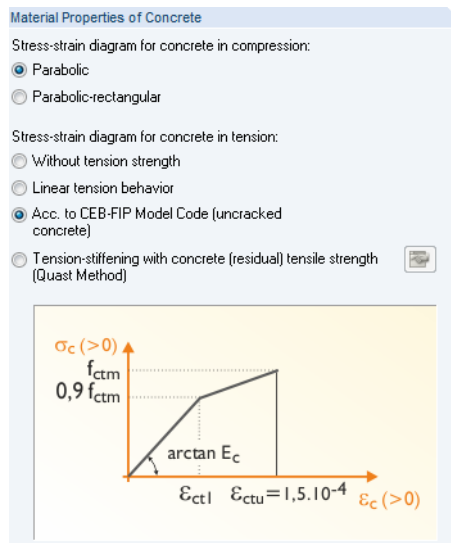 Material Properties of Concrete
Stress-strain diagram for concrete in compression:
Parabolic
Parabolic-rectangular
Stress-strain diagram for concrete in tension:
Without tension strength
Linear tension behavior
Acc. to CEB-FIP Model Code (uncracked
concrete)
Tension-stiffening with concrete (residual) tensile strength
(Quast Method)
σc (>0)
fctm
0,9 fctm
arctan Ec
εct1 εctu=1,5.10-4 εc (>0)